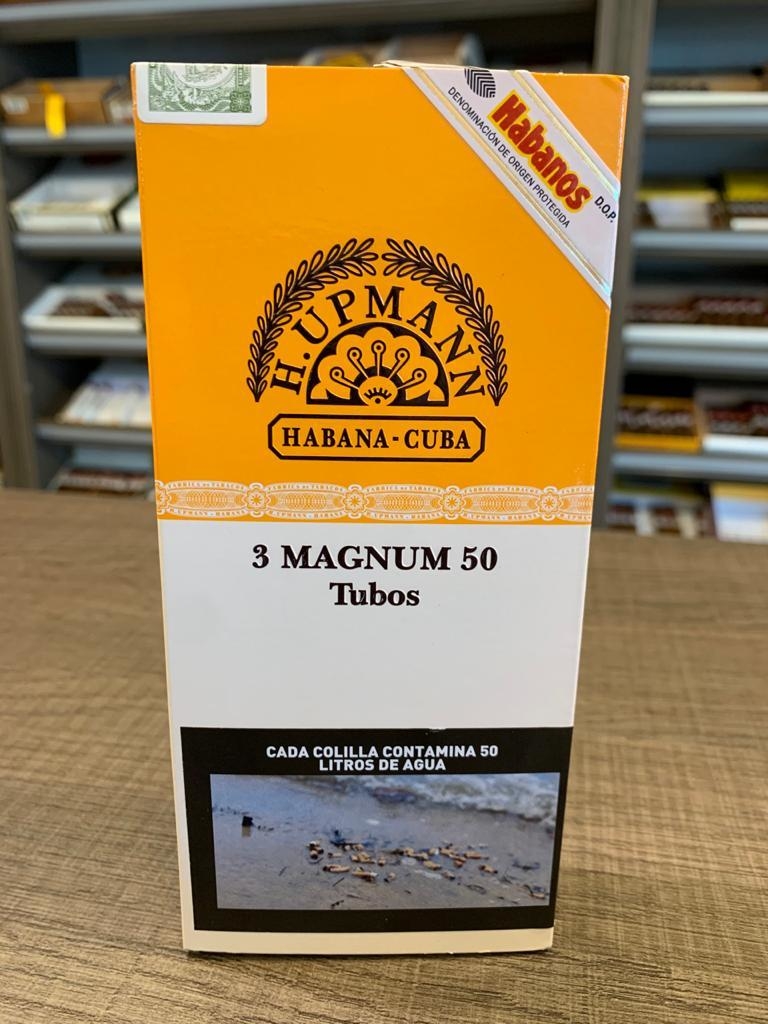 Habanos
D.O.P.
DENOMINACIÓN DE ORIGEN PROTEGIDA
H. UPMANN
HABANA-CUBA
3 MAGNUM 50
Tubos
CADA COLILLA CONTAMINA 50
LITROS DE AGUA